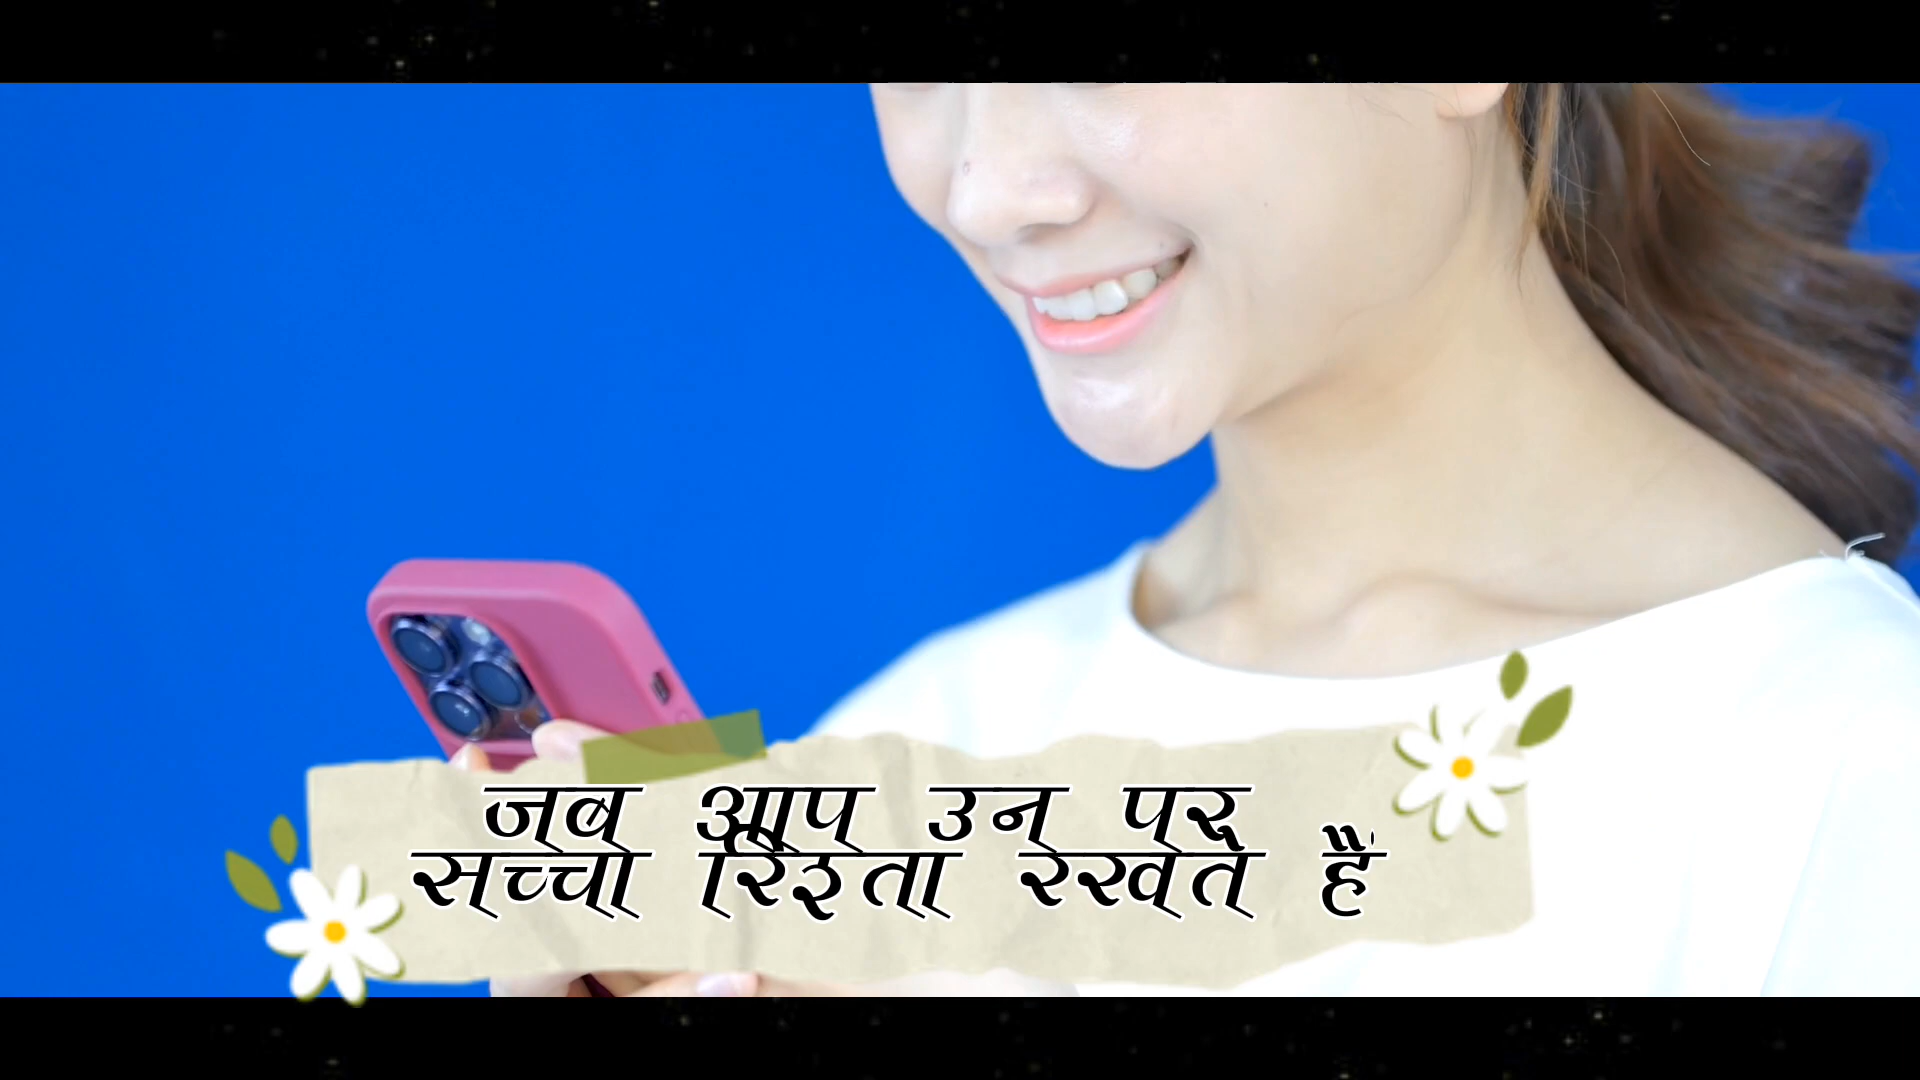 जब आप उन पर
सच्चा रिश्ता रखते हैं